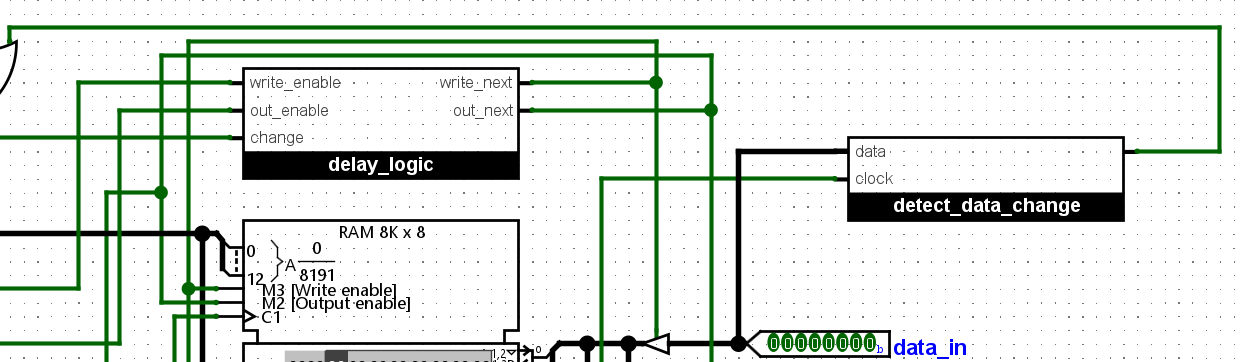 write_enable write_next
out_enable out_next
change
delay_logic
data
clock
detect_data_change
RAM 8K x 8
0
A 0
8191
12
M3 [Write enable]
M2 [Output enable]
C1
00000000b
data_in